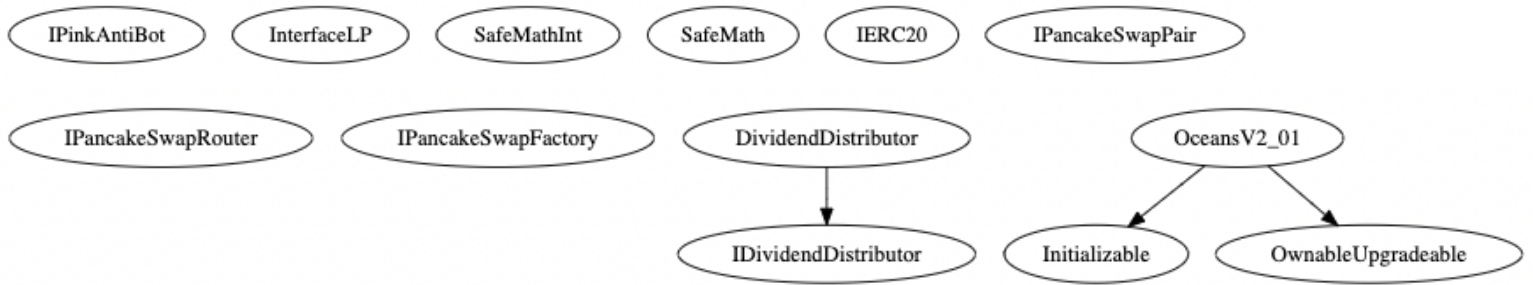 IPinkAntiBot
InterfaceLP
SafeMathInt
SafeMath
IERC20
IPancakeSwapPair
IPancakeSwapRouter
IPancakeSwapFactory
DividendDistributor
OceansV2_01
IDividendDistributor
Initializable
OwnableUpgradeable